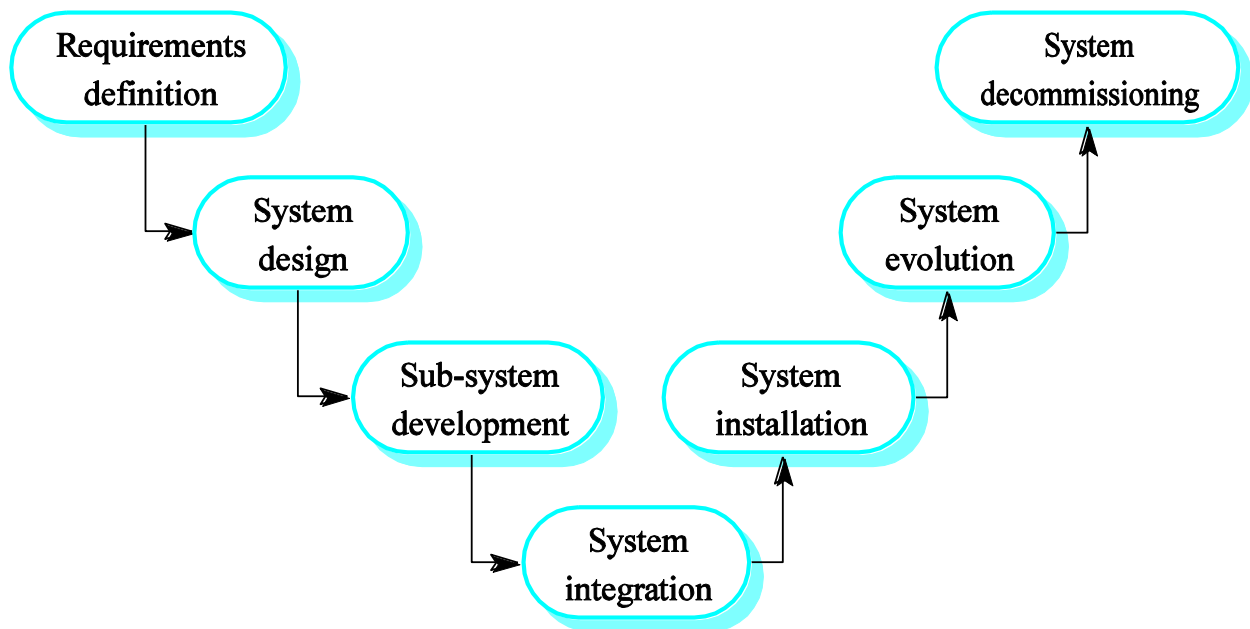 Requirements
definition
System
design
Sub-system
development
System
integration
System
installation
System
evolution
System
decommissioning